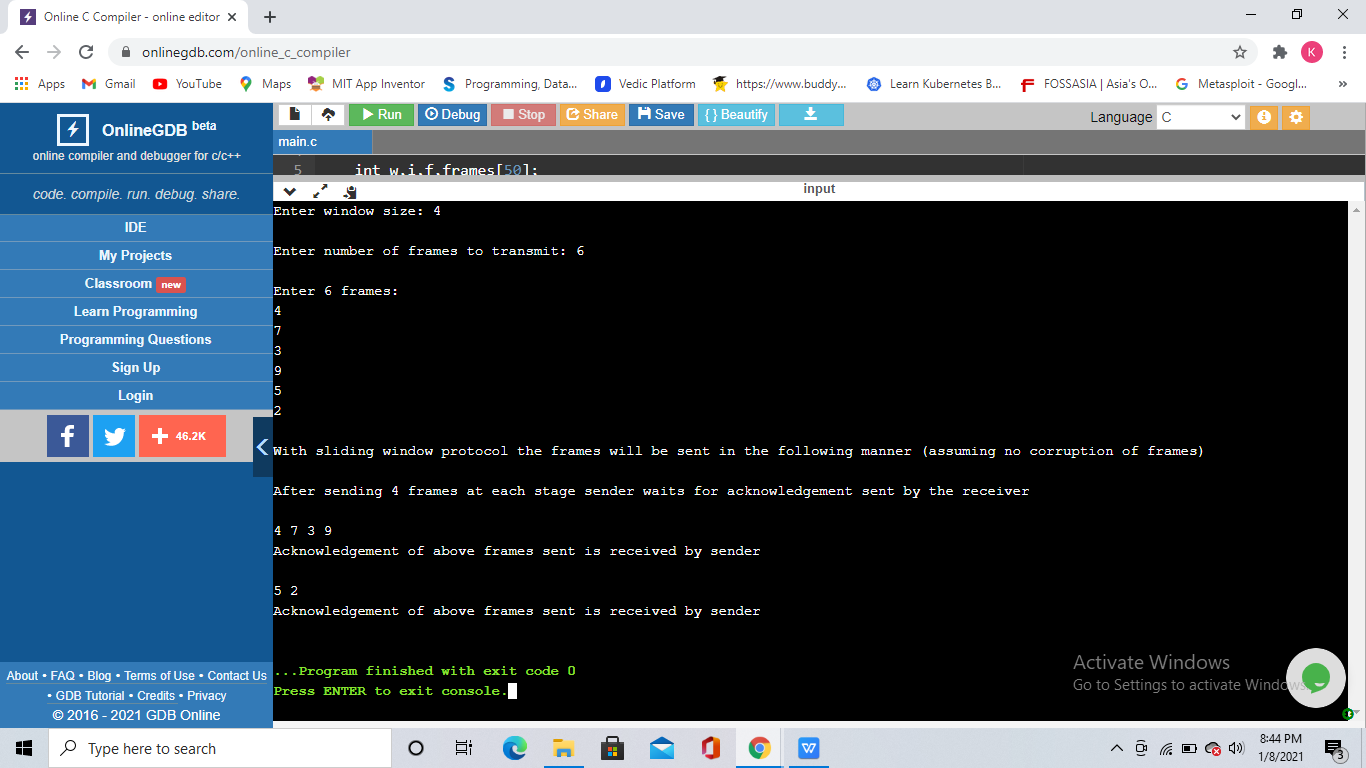 Online C Compiler - online editor
onlinegdb.com/online_c_compiler
K
Apps Gmail YouTube Maps MIT App Inventor Programming, Data... Vedic Platform https://www.buddy... Learn Kubernetes B... FOSSASIA | Asia's O... Metasploit - Googl... »
OnlineGDB beta
online compiler and debugger for c/c++
code. compile. run. debug. share.
IDE
My Projects
Classroom new
Learn Programming
Programming Questions
Sign Up
Login
46.2K
About • FAQ • Blog • Terms of Use • Contact Us
• GDB Tutorial • Credits • Privacy
© 2016 - 2021 GDB Online
Run Debug Stop Share Save { } Beautify
Language C
main.c
5 int w,i,f,frames[50];
input
Enter window size: 4
Enter number of frames to transmit: 6
Enter 6 frames:
4
7
3
9
5
2
With sliding window protocol the frames will be sent in the following manner (assuming no corruption of frames)
After sending 4 frames at each stage sender waits for acknowledgement sent by the receiver
4 7 3 9
Acknowledgement of above frames sent is received by sender
5 2
Acknowledgement of above frames sent is received by sender
...Program finished with exit code 0
Press ENTER to exit console.
Activate Windows
Go to Settings to activate Windows.
Type here to search
8:44 PM
1/8/2021
3